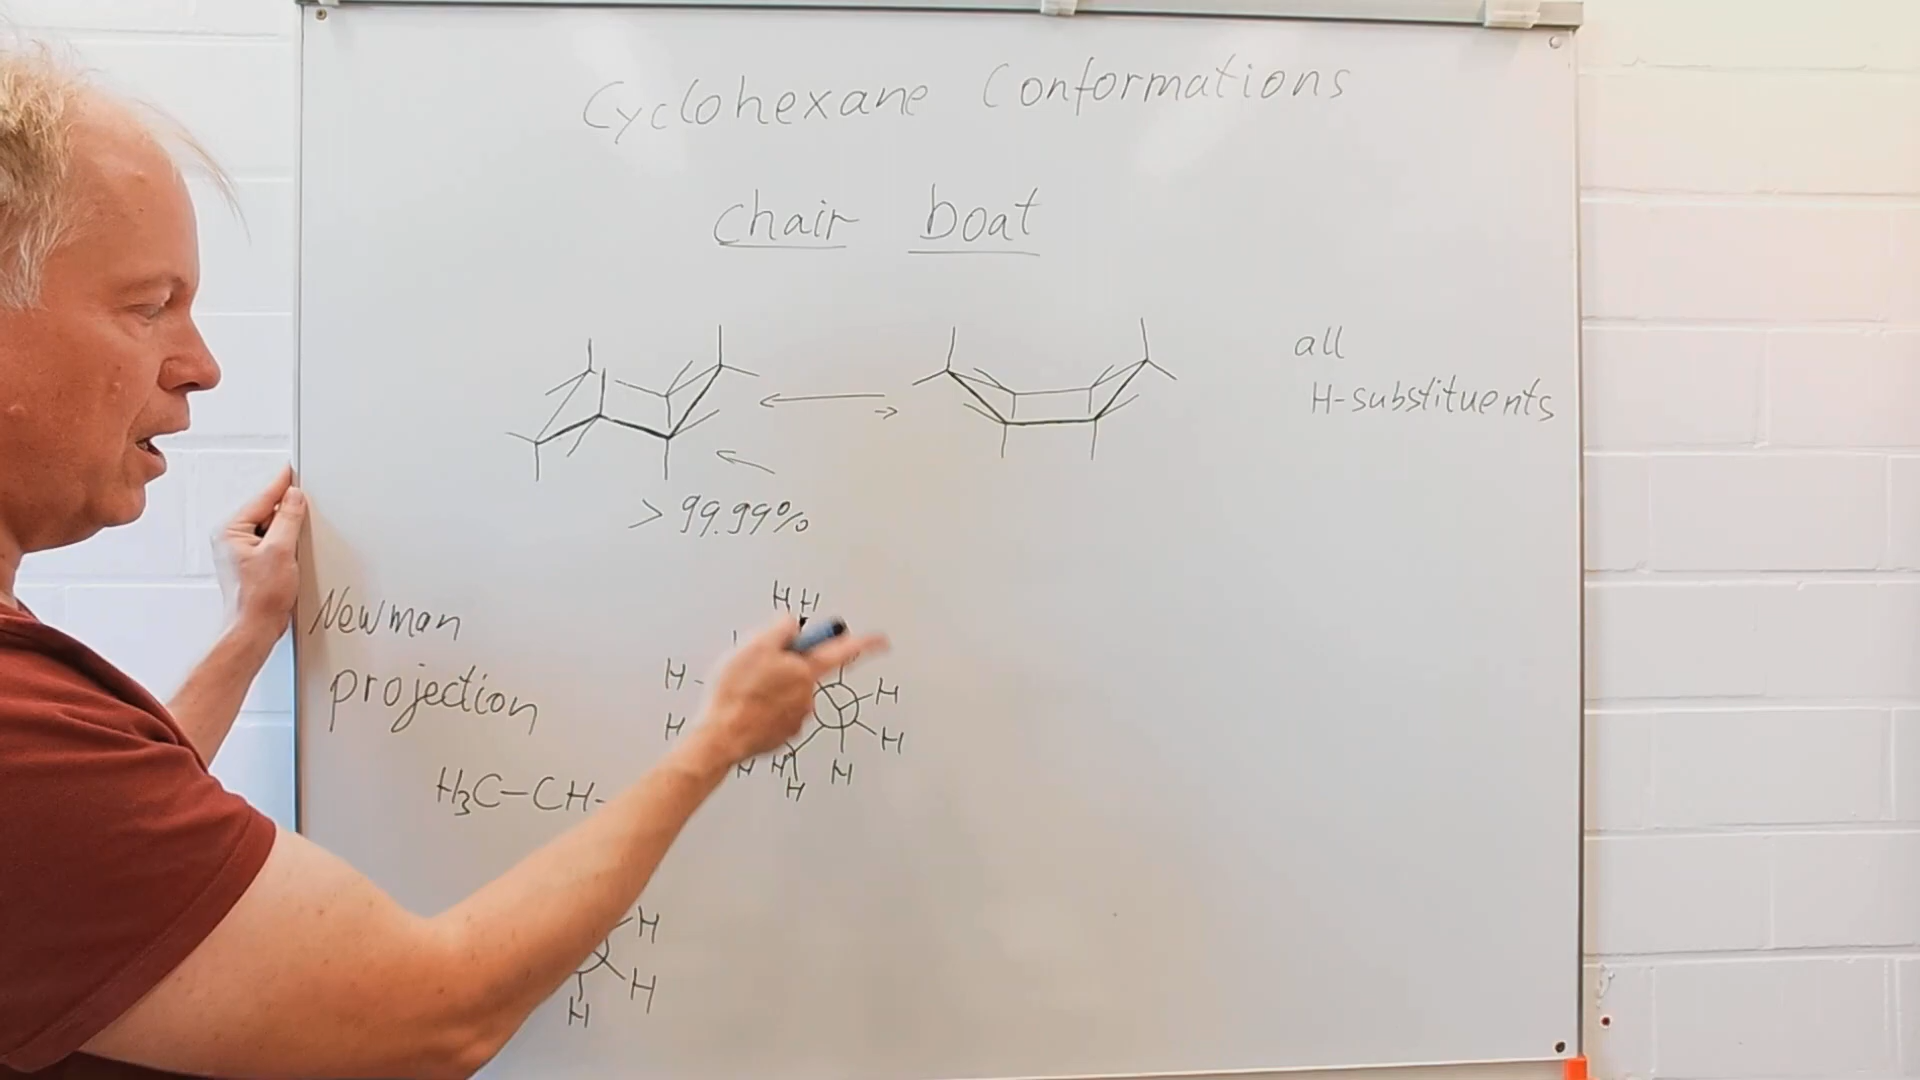 Cyclohexane Conformations
chair boat
all
H-substituents
> 99.99%
Newman
projection
H H
H
H
H
H
H H H
H
H₃C-CH-
H
H
H